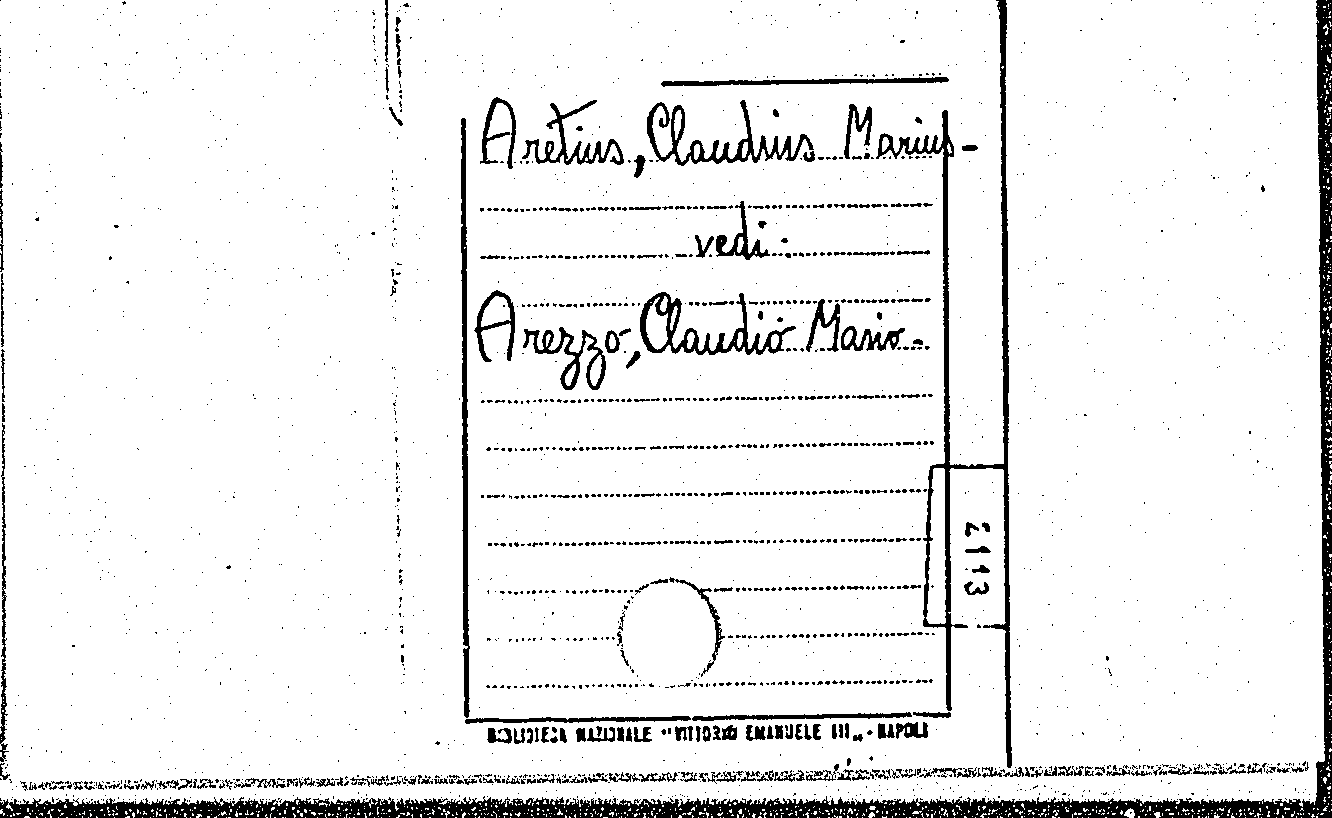 Aretius, Claudius Marius-
vedi:
Arezzo, Claudio Mario.
2113
BIBLIOTECA NAZIONALE "VITTORIO EMANUELE III„ - NAPOLI